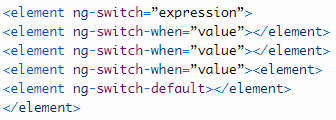 <element ng-switch=”expression”>
<element ng-switch-when=”value”></element>
<element ng-switch-when=”value”></element>
<element ng-switch-when=”value”><element>
<element ng-switch-default></element>
</element>